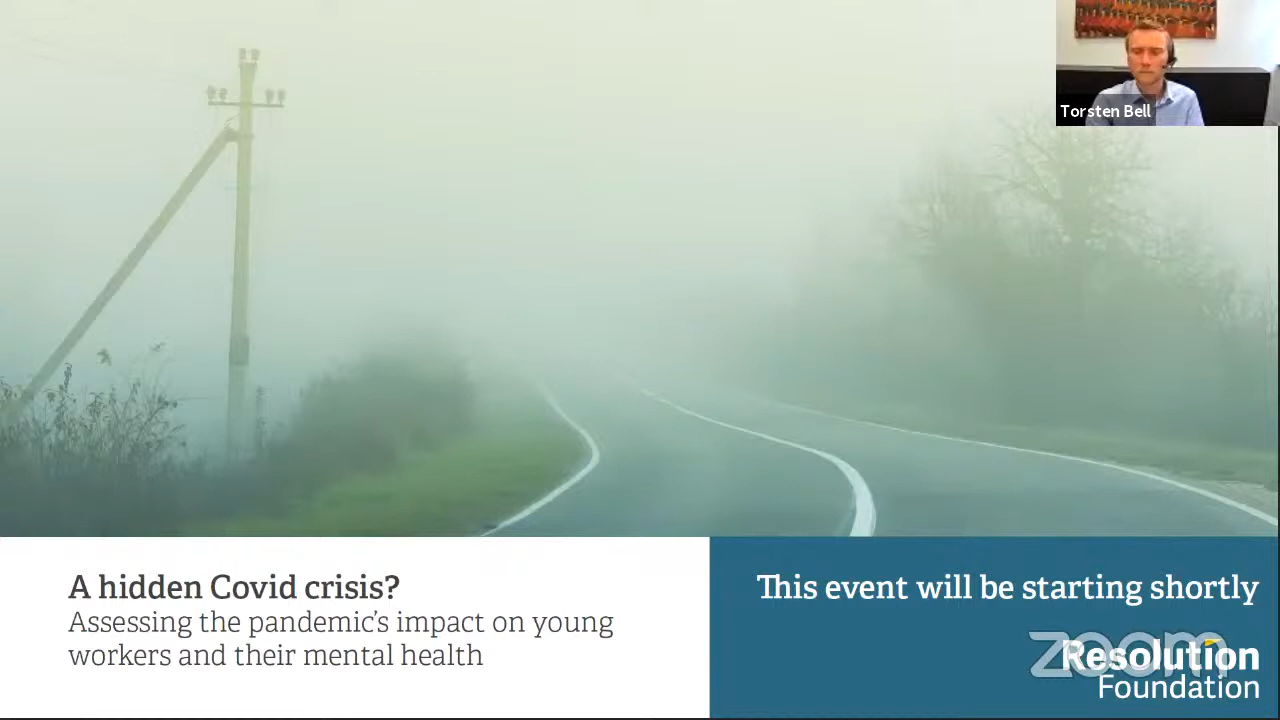 Torsten Bell
A hidden Covid crisis?
Assessing the pandemic's impact on young
workers and their mental health
This event will be starting shortly
zoom
Resolution
Foundation